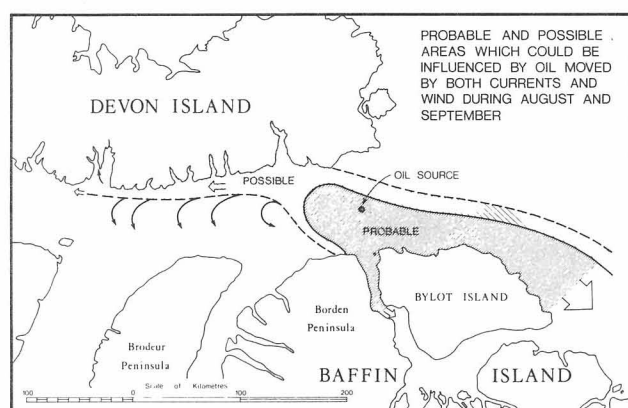 PROBABLE AND POSSIBLE
AREAS WHICH COULD BE
INFLUENCED BY OIL MOVED
BY BOTH CURRENTS AND
WIND DURING AUGUST AND
SEPTEMBER
DEVON ISLAND
POSSIBLE
OIL SOURCE
PROBABLE
BYLOT ISLAND
Borden
Peninsula
Brodeur
Peninsula
BAFFIN ISLAND
Scale of Kilometres
100 0 100 200